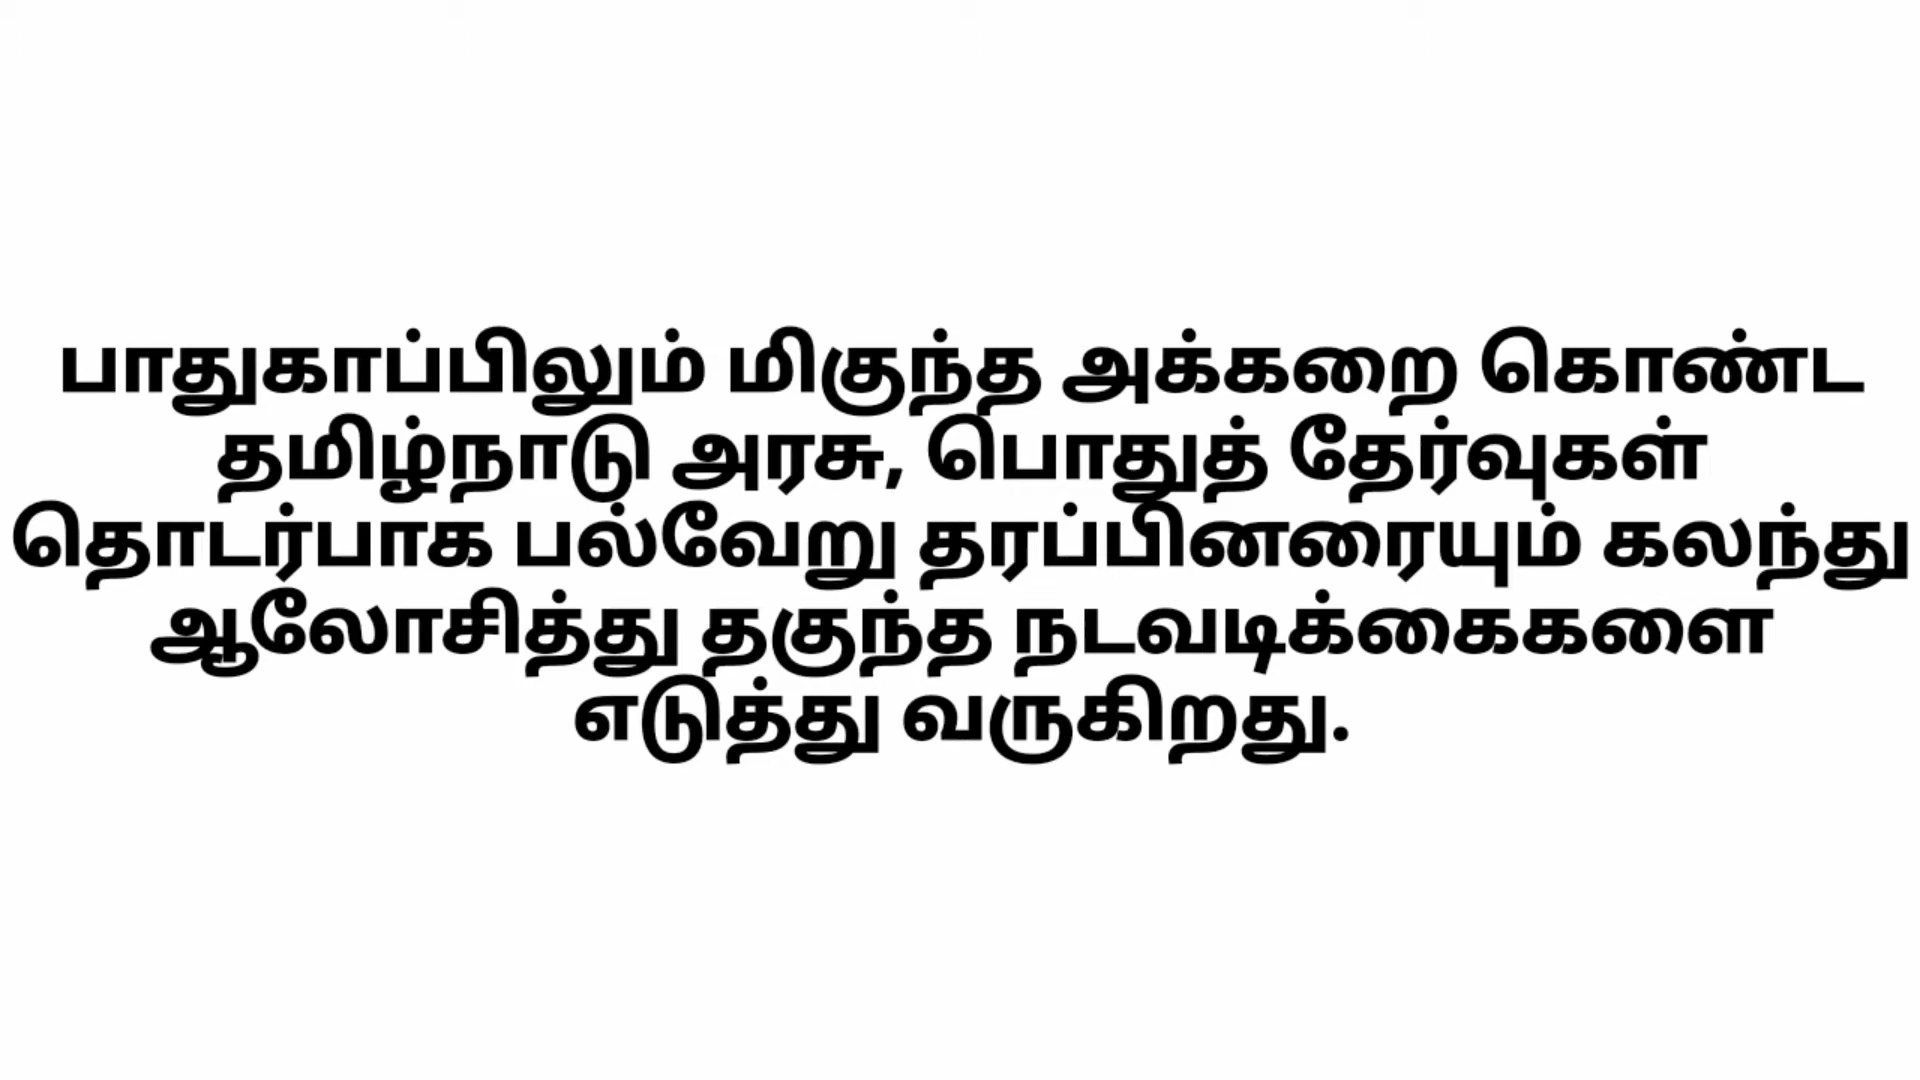 பாதுகாப்பிலும் மிகுந்த அக்கறை கொண்ட
தமிழ்நாடு அரசு, பொதுத் தேர்வுகள்
தொடர்பாக பல்வேறு தரப்பினரையும் கலந்து
ஆலோசித்து தகுந்த நடவடிக்கைகளை
எடுத்து வருகிறது.